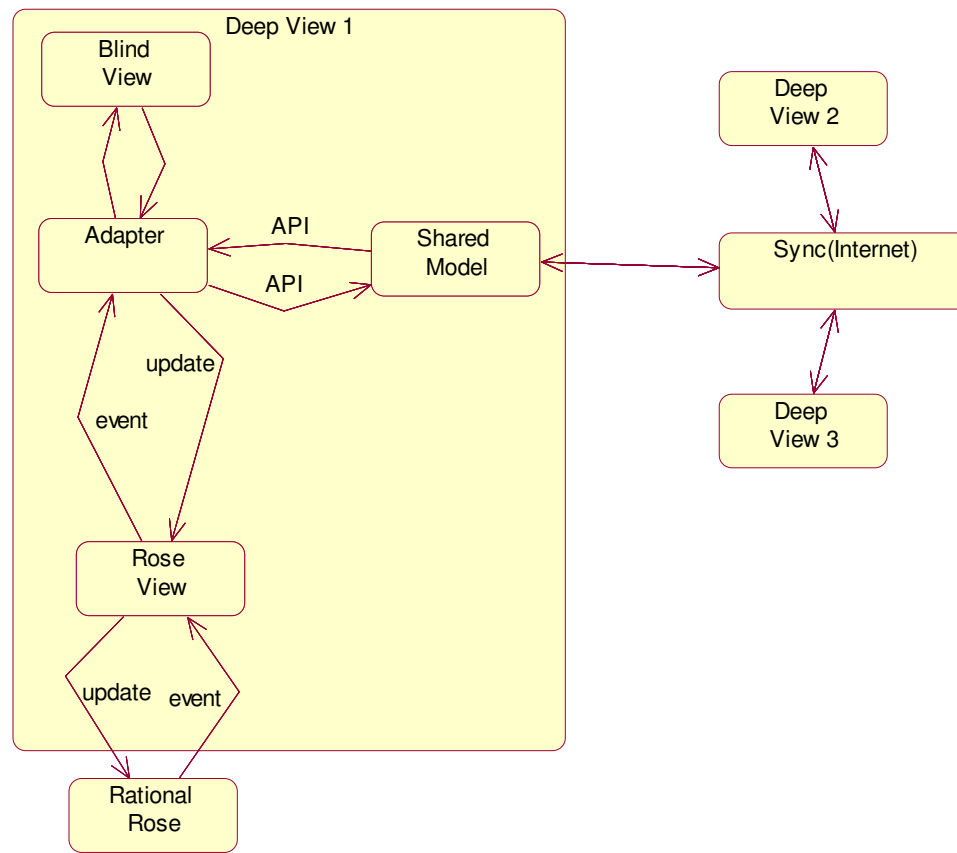 Deep View 1
Blind
View
Deep
View 2
Adapter
API
Shared
Model
Sync(Internet)
API
update
event
Deep
View 3
Rose
View
update
event
Rational
Rose